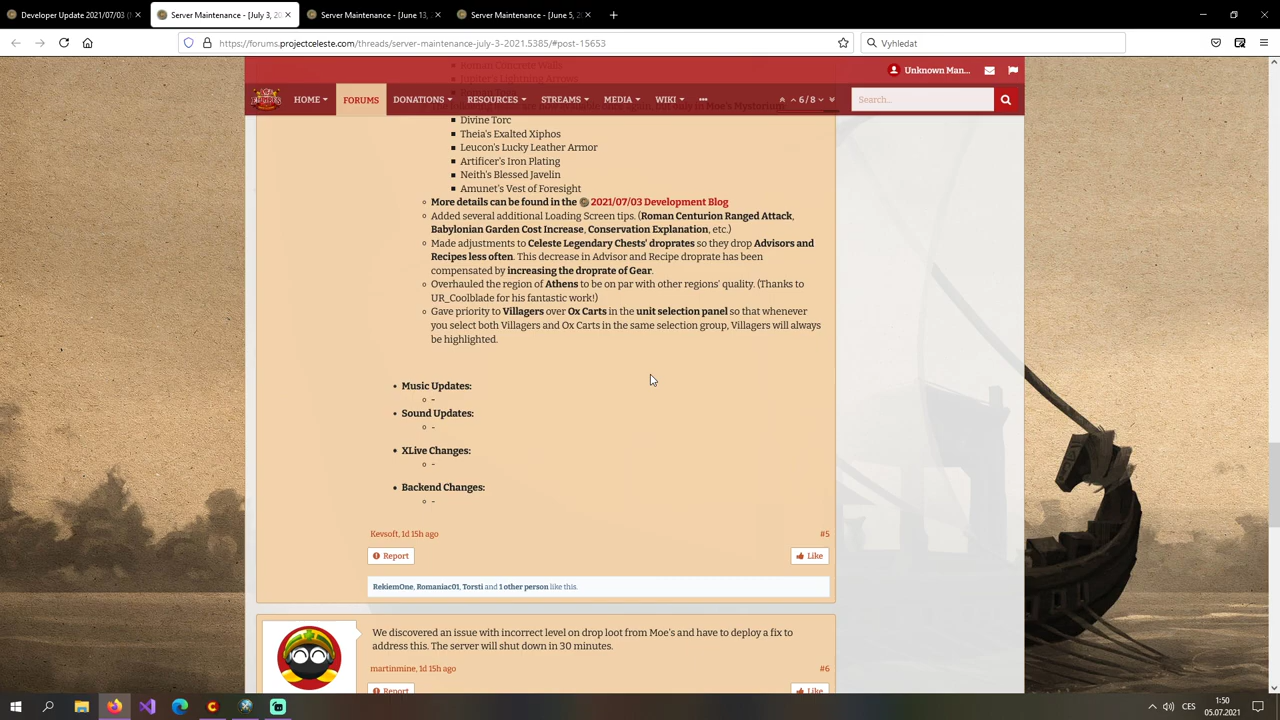 Developer Update 2021/07/03 (
Server Maintenance - [July 3, 20
Server Maintenance - [June 13,
Server Maintenance - [June 5, 2
https://forums.projectceleste.com/threads/server-maintenance-july-3-2021.5385/#post-15653
Vyhledat
Roman Concrete Walls
Jupiter's Lightning Arrows
Unknown Man...
HOME
FORUMS
DONATIONS
RESOURCES
STREAMS
MEDIA
WIKI
6 / 8
Search...
Divine Torc
Theia's Exalted Xiphos
Leucon's Lucky Leather Armor
Artificer's Iron Plating
Neith's Blessed Javelin
Amunet's Vest of Foresight
More details can be found in the 2021/07/03 Development Blog
Added several additional Loading Screen tips. (Roman Centurion Ranged Attack,
Babylonian Garden Cost Increase, Conservation Explanation, etc.)
Made adjustments to Celeste Legendary Chests' droprates so they drop Advisors and
Recipes less often. This decrease in Advisor and Recipe droprate has been
compensated by increasing the droprate of Gear.
Overhauled the region of Athens to be on par with other regions' quality. (Thanks to
UR_Coolblade for his fantastic work!)
Gave priority to Villagers over Ox Carts in the unit selection panel so that whenever
you select both Villagers and Ox Carts in the same selection group, Villagers will always
be highlighted.
Music Updates:
-
Sound Updates:
-
XLive Changes:
-
Backend Changes:
-
Kevsoft, 1d 15h ago
#5
Report
Like
RekiemOne, Romaniac01, Torsti and 1 other person like this.
We discovered an issue with incorrect level on drop loot from Moe's and have to deploy a fix to
address this. The server will shut down in 30 minutes.
martinmine, 1d 15h ago
#6
Report
Like
CES
1:50
05.07.2021